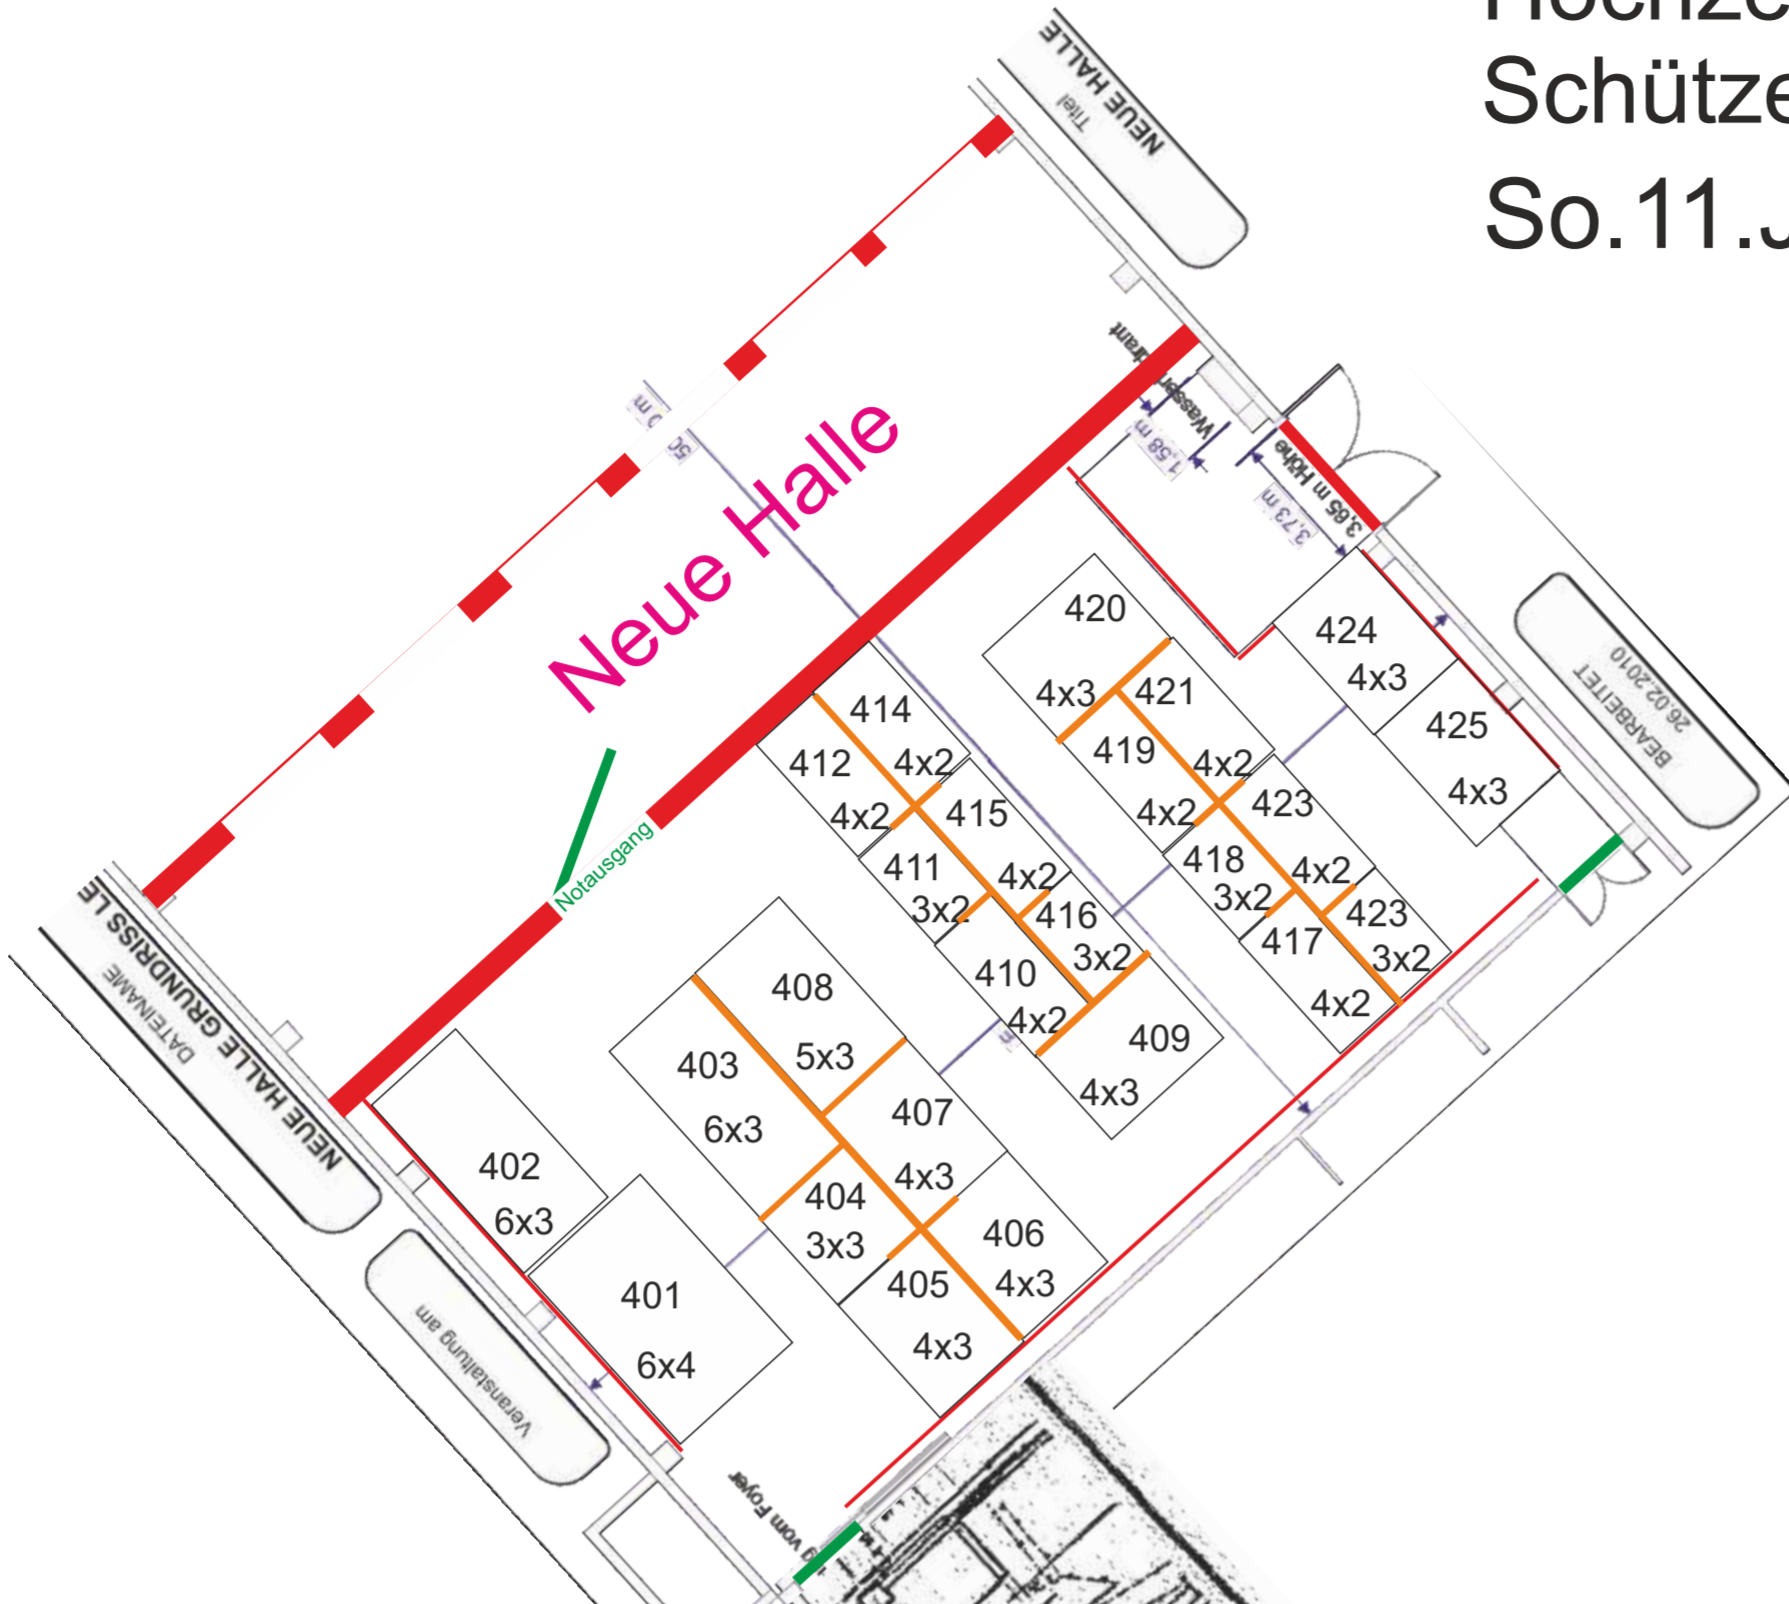 Schütze
So.11.J
NEUE HALLE
Titel
Neue Halle
1,58 m
3,65 m Höhe
3,73 m
BEARBEITET
26.02.2010
Notausgang
NEUE HALLE GRUNDRISS LE
DATEINAME
Veranstaltung am
vom Foyer
420
4x3
421
4x2
419
4x2
424
4x3
425
4x3
423
4x2
418
3x2
423
3x2
417
4x2
414
4x2
412
4x2
415
4x2
411
3x2
416
3x2
410
4x2
409
4x3
408
5x3
403
6x3
407
4x3
404
3x3
406
4x3
405
4x3
402
6x3
401
6x4